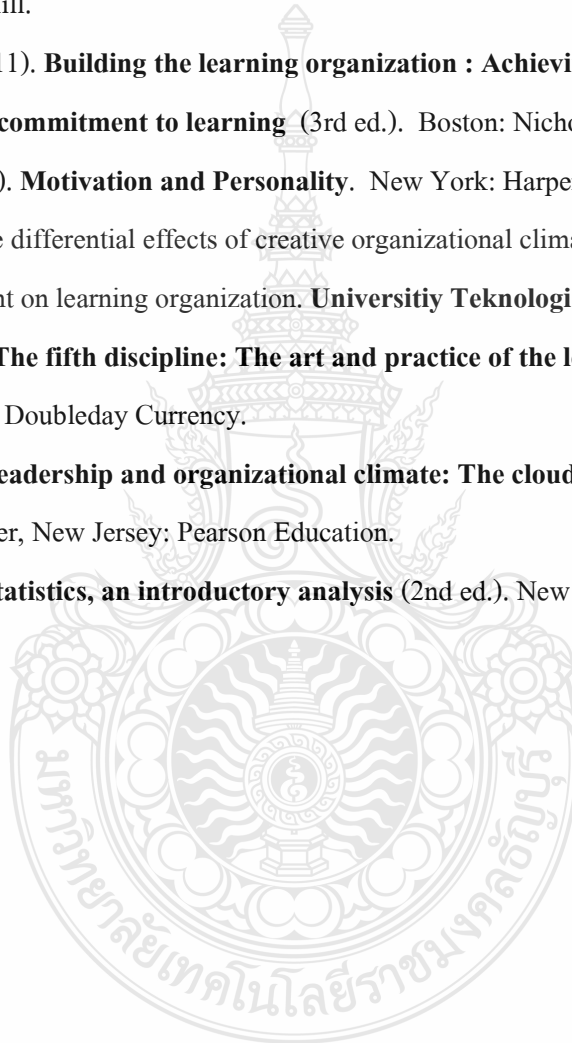 ill.
11). Building the learning organization : Achievi
commitment to learning (3rd ed.). Boston: Nicho
). Motivation and Personality. New York: Harpe
e differential effects of creative organizational clima
nt on learning organization. Universitiy Teknologi
The fifth discipline: The art and practice of the l
Doubleday Currency.
eadership and organizational climate: The cloud
er, New Jersey: Pearson Education.
tatistics, an introductory analysis (2nd ed.). New
มหาวิทยาลัยเทคโนโลยีราชมงคลธัญบุรี